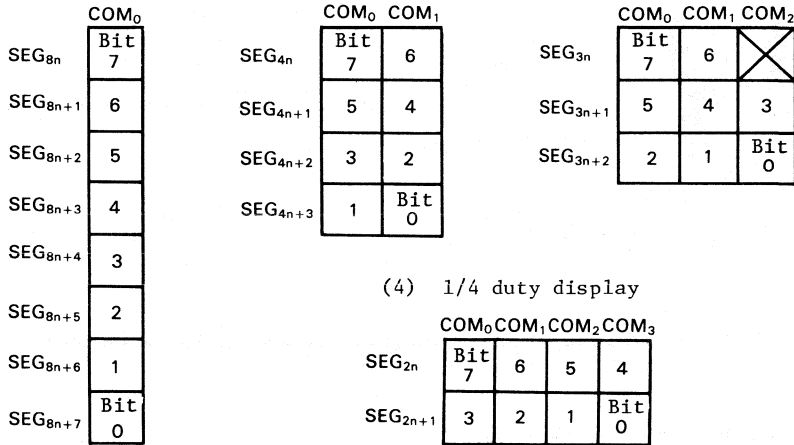 COM₀
SEG₈ₙ Bit 7
SEG₈ₙ₊₁ 6
SEG₈ₙ₊₂ 5
SEG₈ₙ₊₃ 4
SEG₈ₙ₊₄ 3
SEG₈ₙ₊₅ 2
SEG₈ₙ₊₆ 1
SEG₈ₙ₊₇ Bit 0
COM₀ COM₁
SEG₄ₙ Bit 7 6
SEG₄ₙ₊₁ 5 4
SEG₄ₙ₊₂ 3 2
SEG₄ₙ₊₃ 1 Bit 0
COM₀ COM₁ COM₂
SEG₃ₙ Bit 7 6
SEG₃ₙ₊₁ 5 4 3
SEG₃ₙ₊₂ 2 1 Bit 0
(4) 1/4 duty display
COM₀ COM₁ COM₂ COM₃
SEG₂ₙ Bit 7 6 5 4
SEG₂ₙ₊₁ 3 2 1 Bit 0